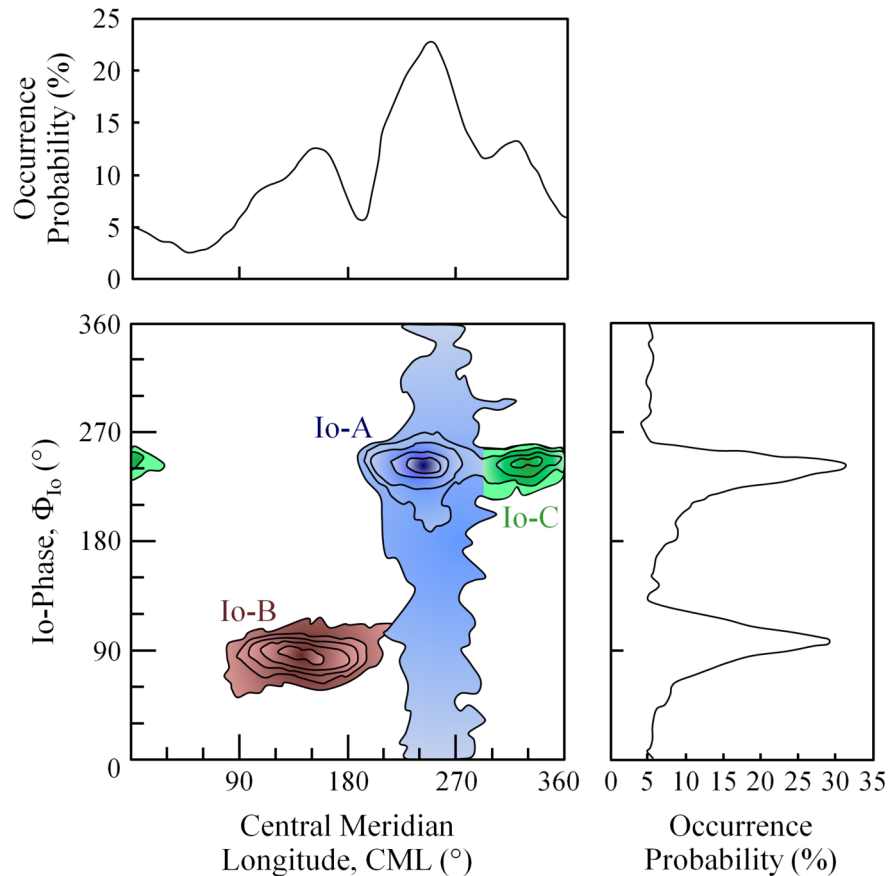 Occurrence
Probability (%)
25
20
15
10
5
0
Io-Phase, Φ_Io (°)
360
270
180
90
0
Io-A
Io-C
Io-B
90
180
270
360
Central Meridian
Longitude, CML (°)
0
5
10
15
20
25
30
35
Occurrence
Probability (%)